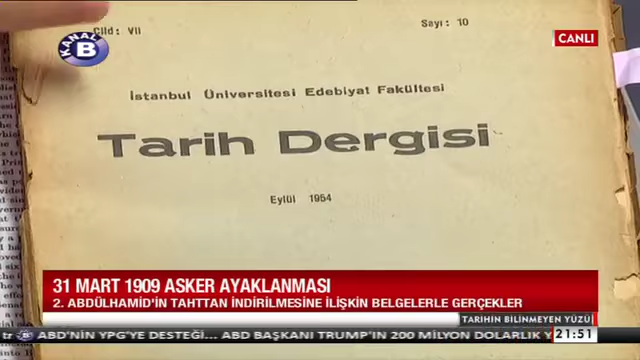 Cild: VII
Sayı: 10
KANAL B
CANLI
İstanbul Üniversitesi Edebiyat Fakültesi
Tarih Dergisi
Eylül 1954
31 MART 1909 ASKER AYAKLANMASI
2. ABDÜLHAMİD'İN TAHTTAN İNDİRİLMESİNE İLİŞKİN BELGELERLE GERÇEKLER
TARİHİN BİLİNMEYEN YÜZÜ
tr B ABD'NİN YPG'YE DESTEĞİ... ABD BAŞKANI TRUMP'IN 200 MİLYON DOLARLIK Y
21:51